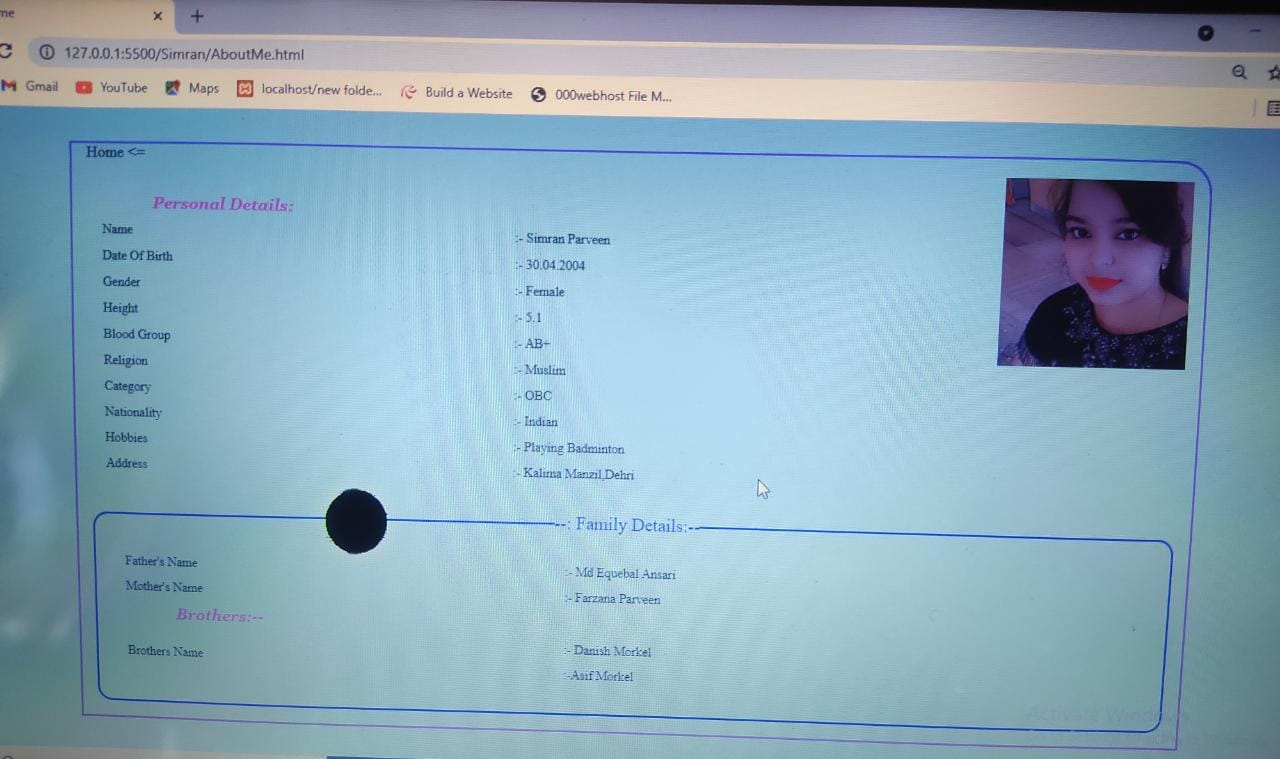 me
127.0.0.1:5500/Simran/AboutMe.html
Gmail YouTube Maps localhost/new folde... Build a Website 000webhost File M...
Home <=
Personal Details:
Name :- Simran Parveen
Date Of Birth :- 30.04.2004
Gender :- Female
Height :- 5.1
Blood Group :- AB+
Religion :- Muslim
Category :- OBC
Nationality :- Indian
Hobbies :- Playing Badminton
Address :- Kalima Manzil,Dehri
--: Family Details:--
Father's Name :- Md Equebal Ansari
Mother's Name :- Farzana Parveen
Brothers:--
Brothers Name :- Danish Morkel
:-Asif Morkel
Activate Windows